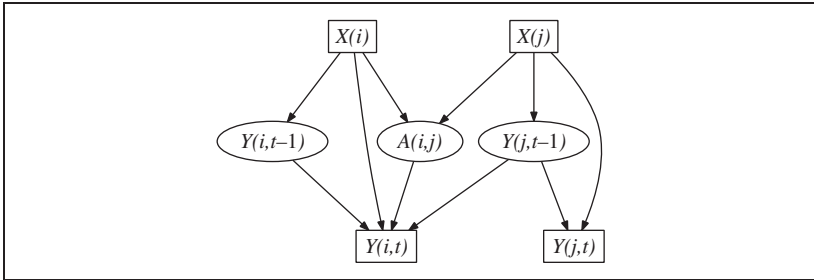 X(i) X(j)
Y(i,t–1) A(i,j) Y(j,t–1)
Y(i,t) Y(j,t)